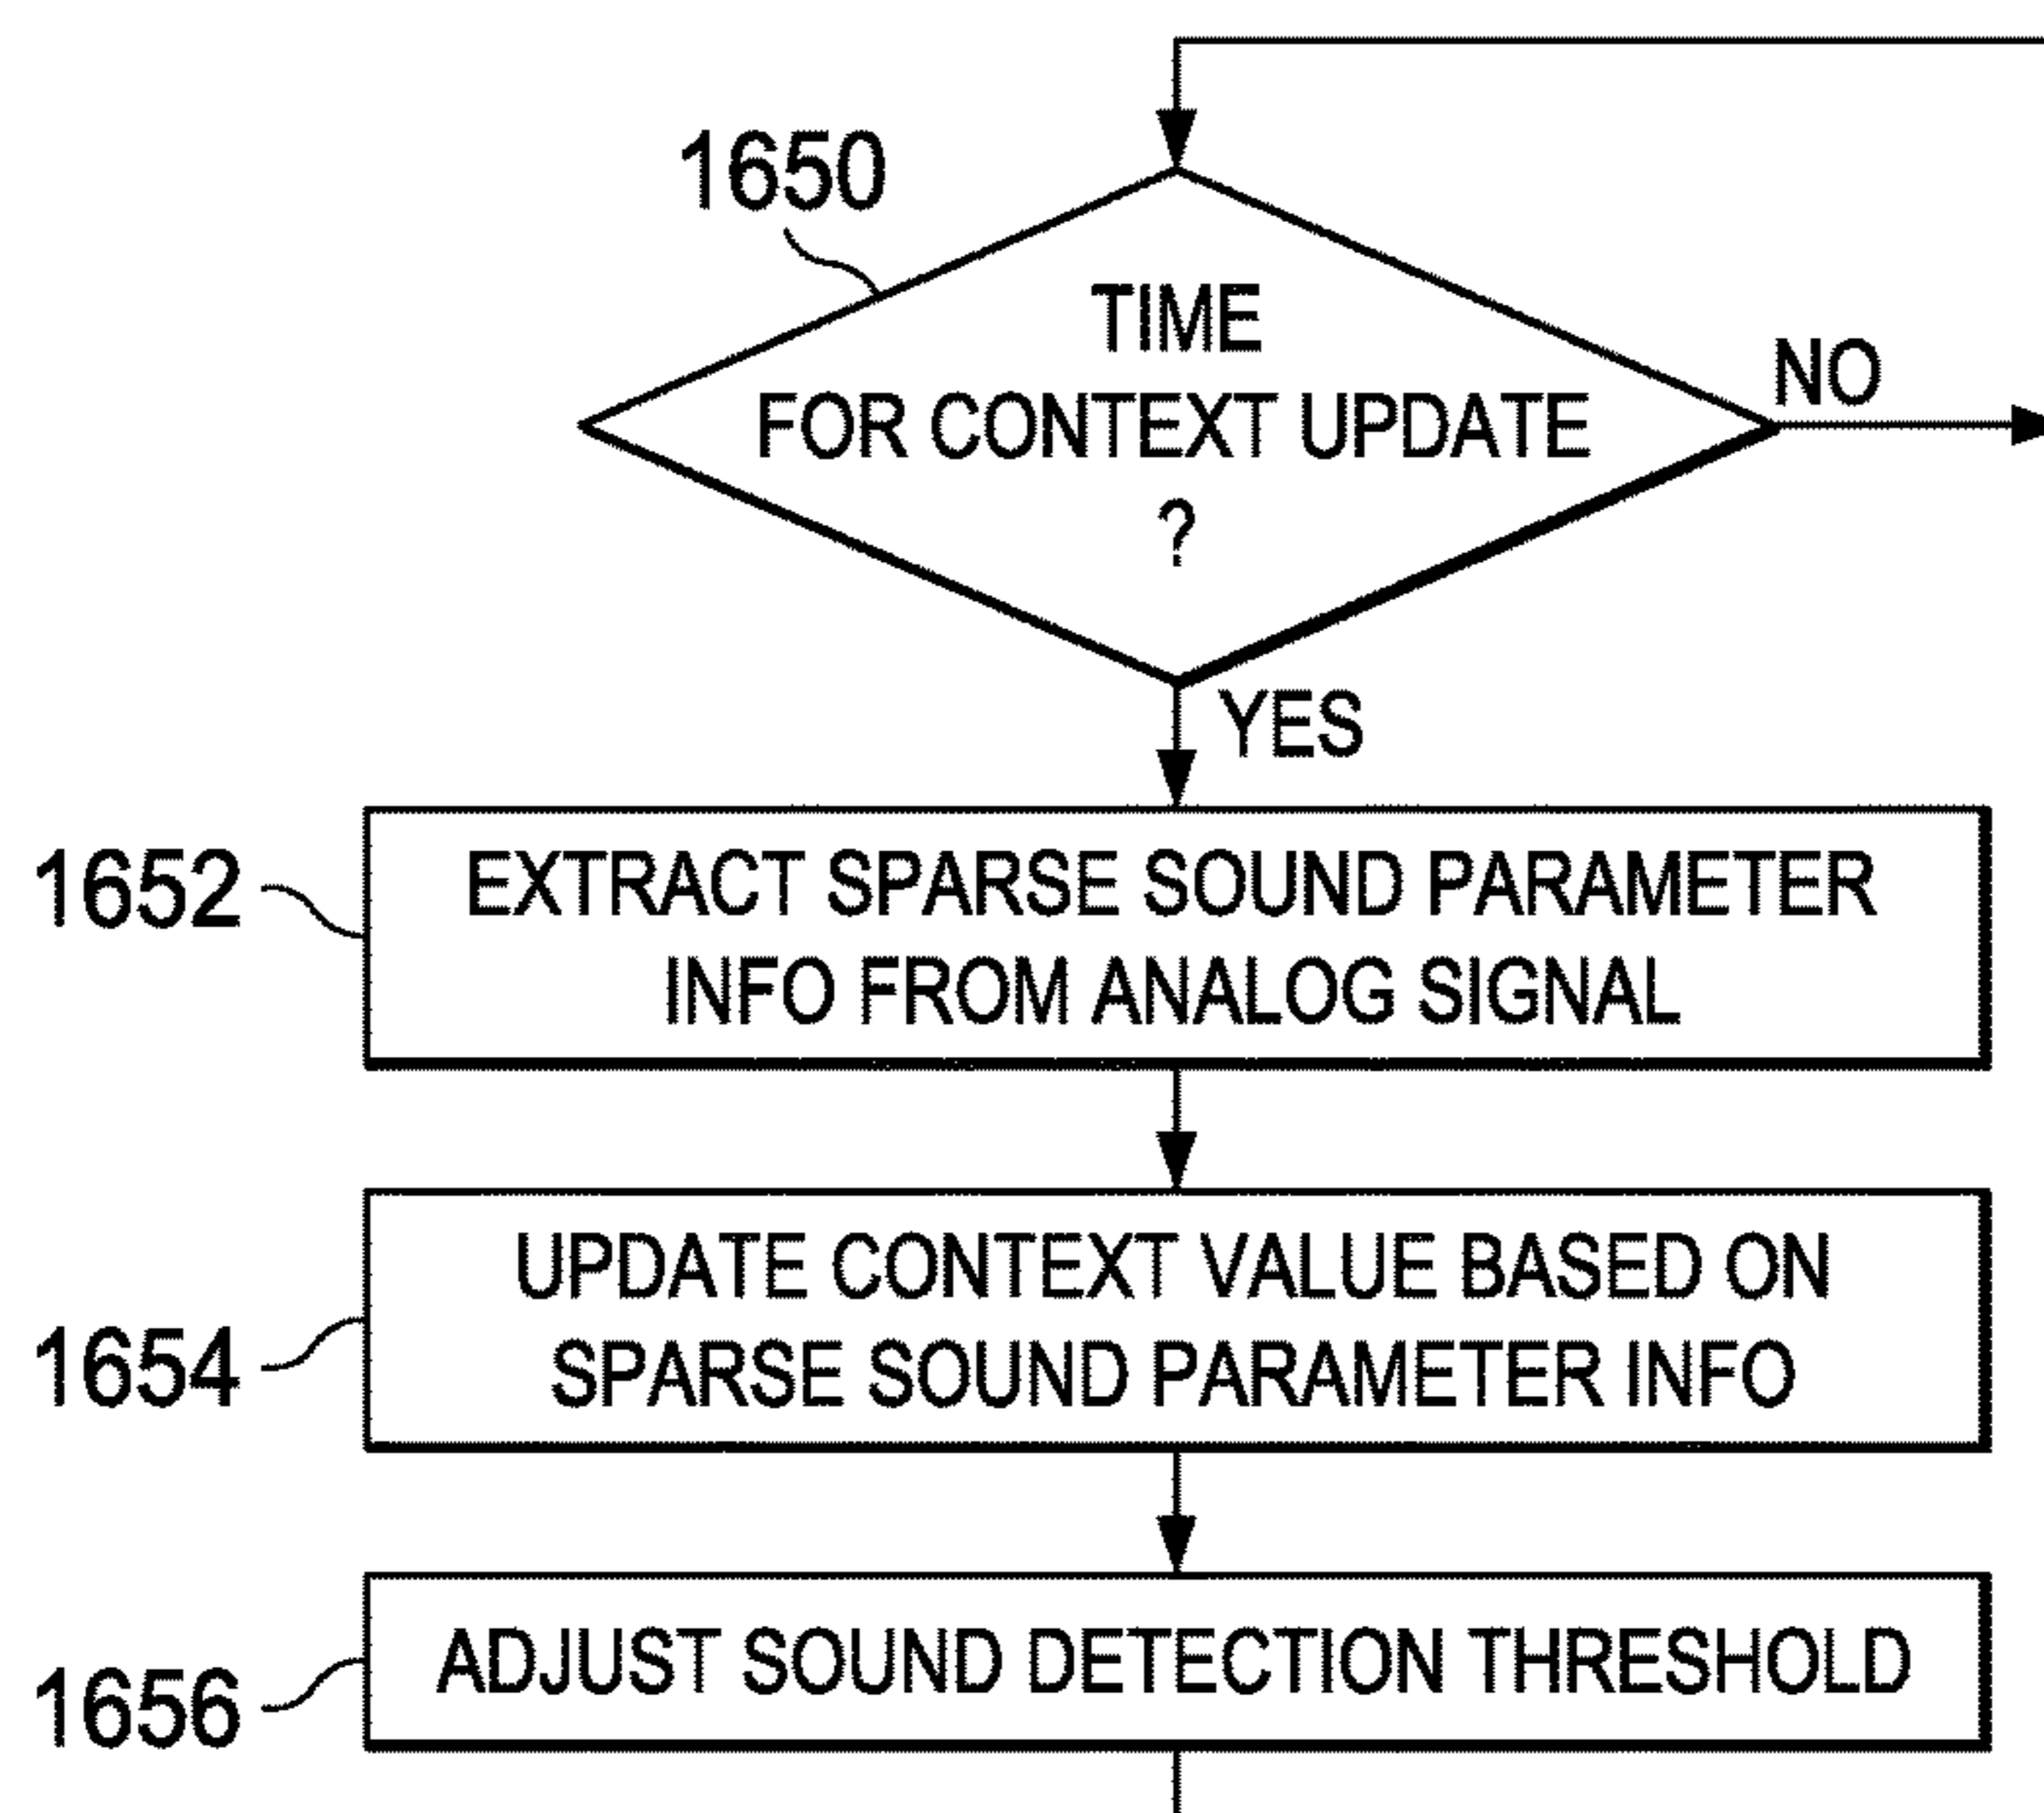 1650
TIME
FOR CONTEXT UPDATE
?
NO
YES
1652
EXTRACT SPARSE SOUND PARAMETER
INFO FROM ANALOG SIGNAL
1654
UPDATE CONTEXT VALUE BASED ON
SPARSE SOUND PARAMETER INFO
1656
ADJUST SOUND DETECTION THRESHOLD